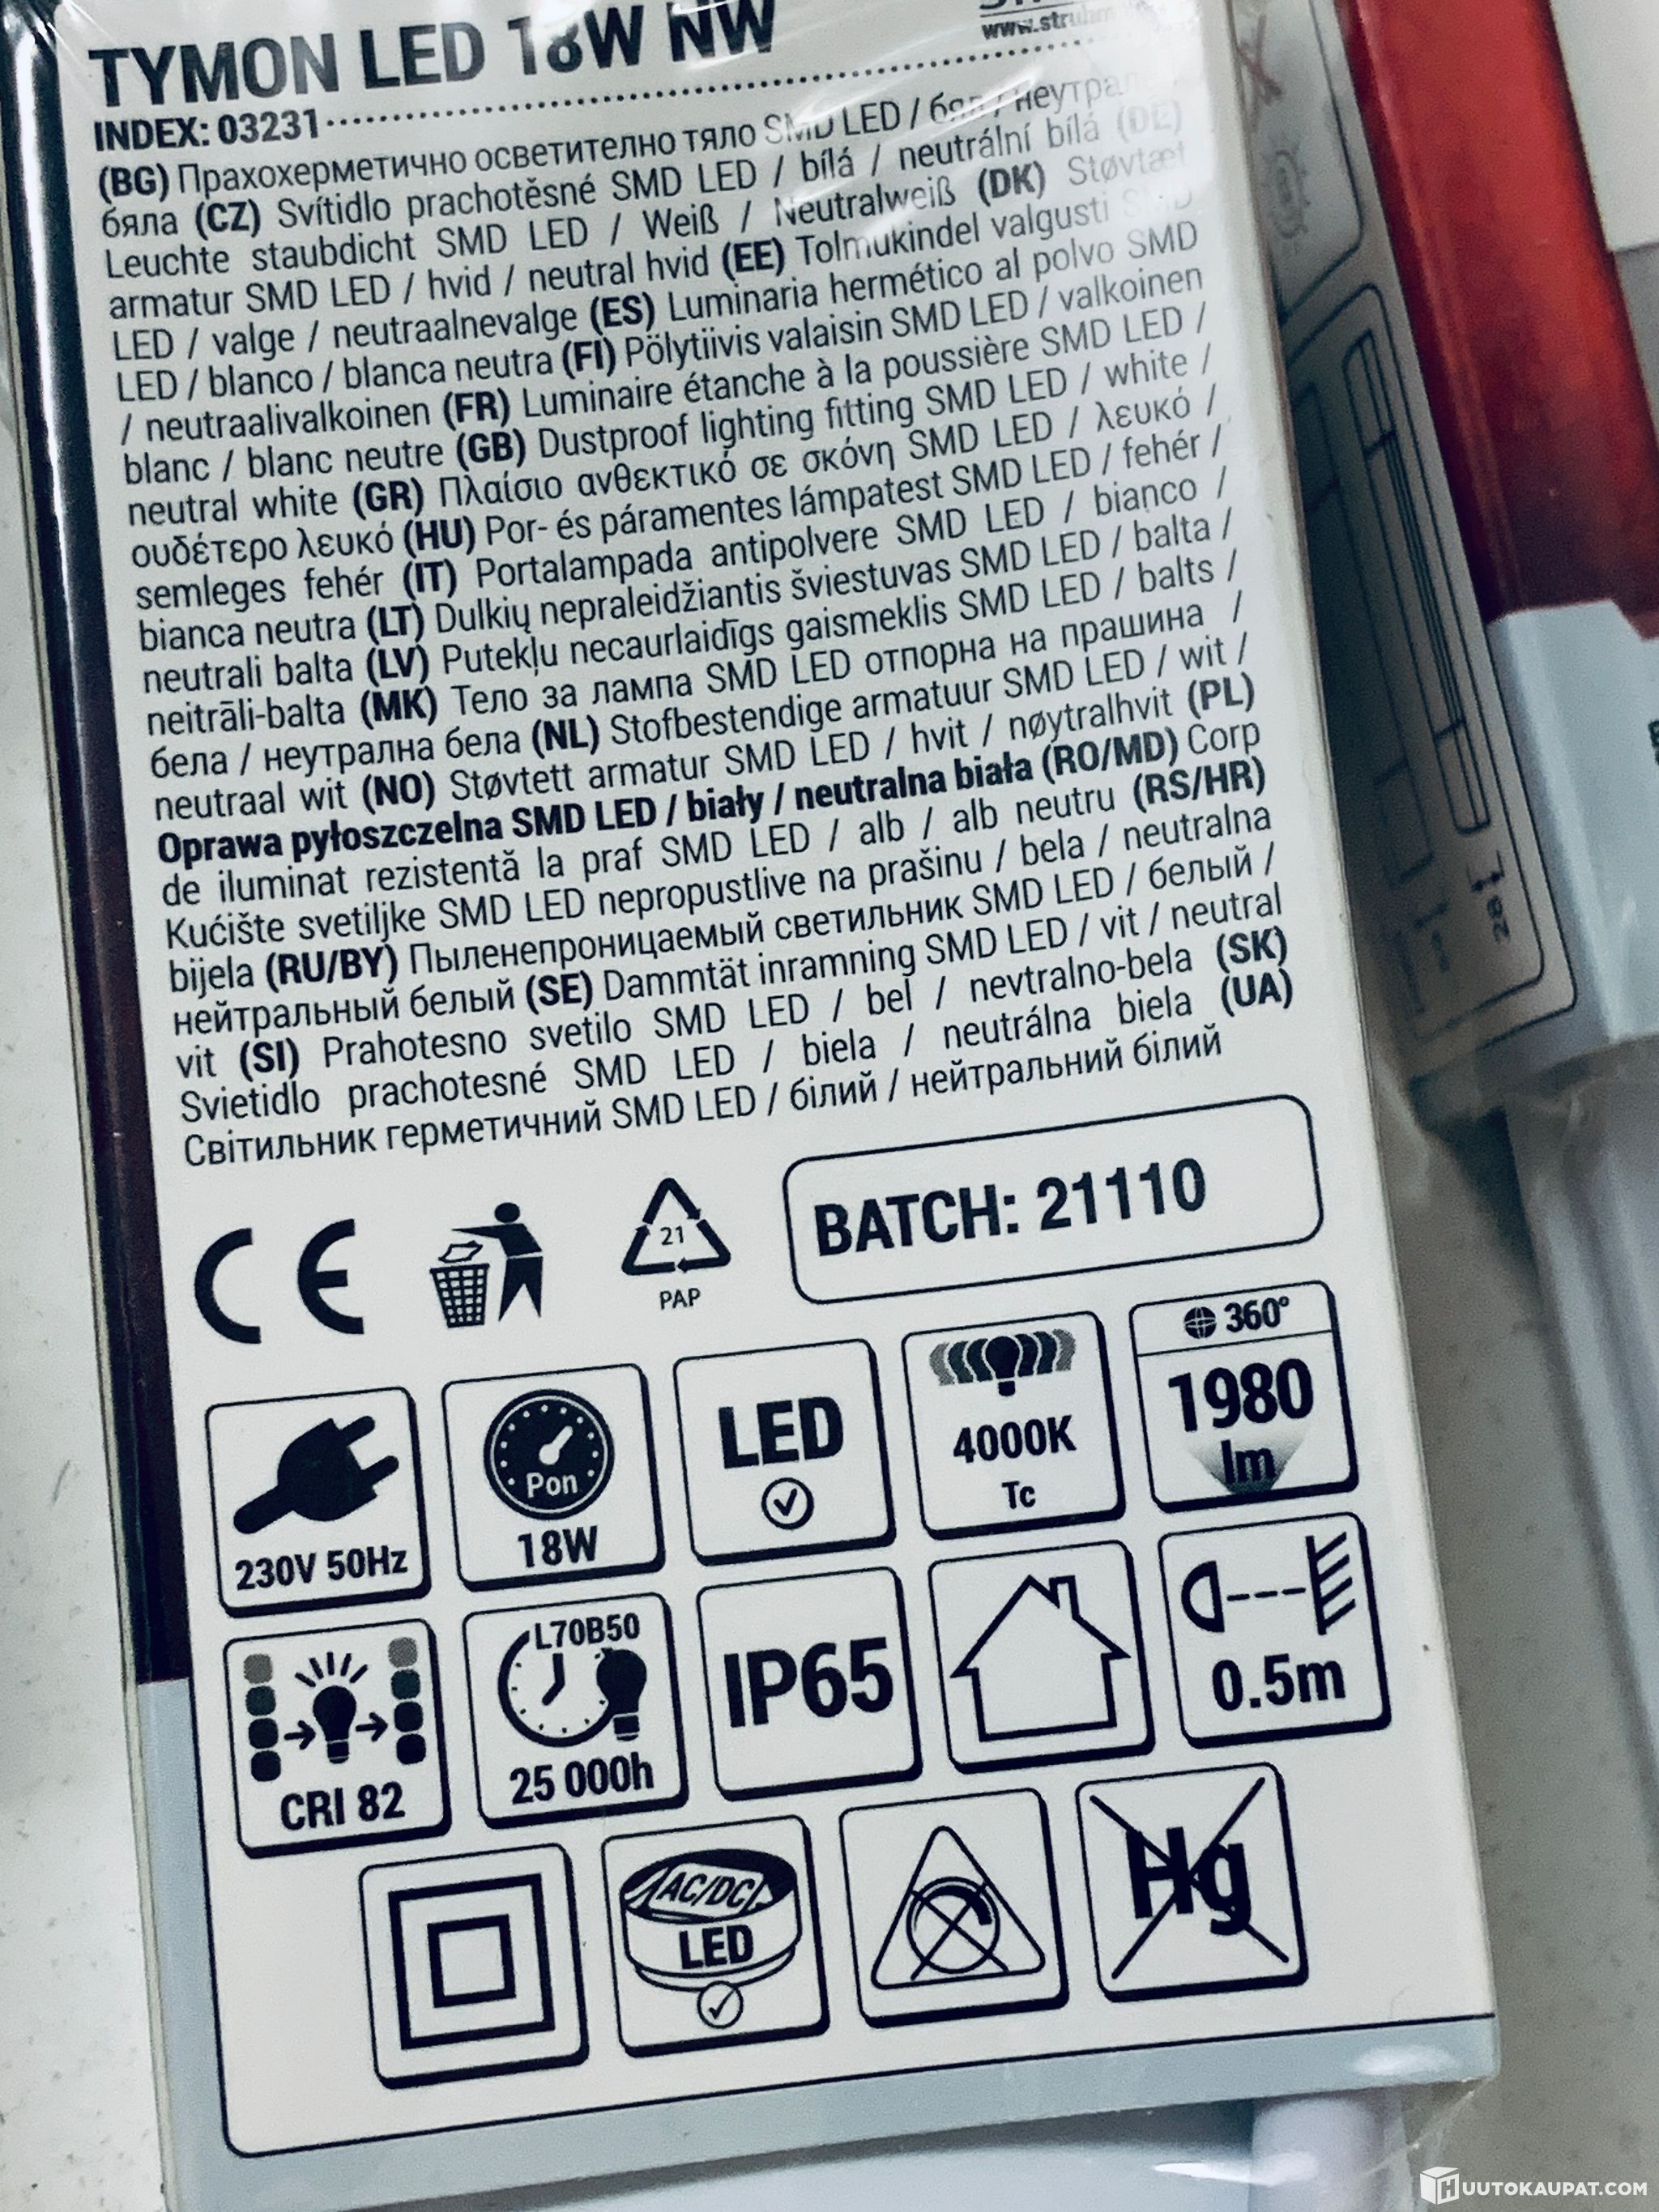 TYMON LED 18W NW
www.struhm
INDEX: 03231
(BG) Прахохерметично осветително тяло SMD LED / бял / неутрал
бяла (CZ) Svítidlo prachotěsné SMD LED / bílá / neutrální bílá (DE)
Leuchte staubdicht SMD LED / Weiß / Neutralweiß (DK) Støvtæt
armatur SMD LED / hvid / neutral hvid (EE) Tolmukindel valgusti SMD
LED / valge / neutraalnevalge (ES) Luminaria hermético al polvo SMD
LED / blanco / blanca neutra (FI) Pölytiivis valaisin SMD LED / valkoinen
/ neutraalivalkoinen (FR) Luminaire étanche à la poussière SMD LED /
blanc / blanc neutre (GB) Dustproof lighting fitting SMD LED / white /
neutral white (GR) Πλαίσιο ανθεκτικό σε σκόνη SMD LED / λευκό /
ουδέτερο λευκό (HU) Por- és páramentes lámpatest SMD LED / fehér /
semleges fehér (IT) Portalampada antipolvere SMD LED / bianco /
bianca neutra (LT) Dulkių nepraleidžiantis šviestuvas SMD LED / balta /
neutrali balta (LV) Putekļu necaurlaidīgs gaismeklis SMD LED / balts /
neitrāli-balta (MK) Тело за лампа SMD LED отпорна на прашина /
бела / неутрална бела (NL) Stofbestendige armatuur SMD LED / wit /
neutraal wit (NO) Støvtett armatur SMD LED / hvit / nøytralhvit (PL)
Oprawa pyłoszczelna SMD LED / biały / neutralna biała (RO/MD) Corp
de iluminat rezistentă la praf SMD LED / alb / alb neutru (RS/HR)
Kućište svetiljke SMD LED nepropustlive na prašinu / bela / neutralna
bijela (RU/BY) Пыленепроницаемый светильник SMD LED / белый /
нейтральный белый (SE) Dammtät inramning SMD LED / vit / neutral
vit (SI) Prahotesno svetilo SMD LED / bel / nevtralno-bela (SK)
Svietidlo prachotesné SMD LED / biela / neutrálna biela (UA)
Світильник герметичний SMD LED / білий / нейтральний білий
CE
21
PAP
BATCH: 21110
230V 50Hz
Pon
18W
LED
4000K
Tc
360°
1980
lm
CRI 82
L70B50
25 000h
IP65
0.5m
AC/DC
LED
Hg
28
HUUTOKAUPAT.COM